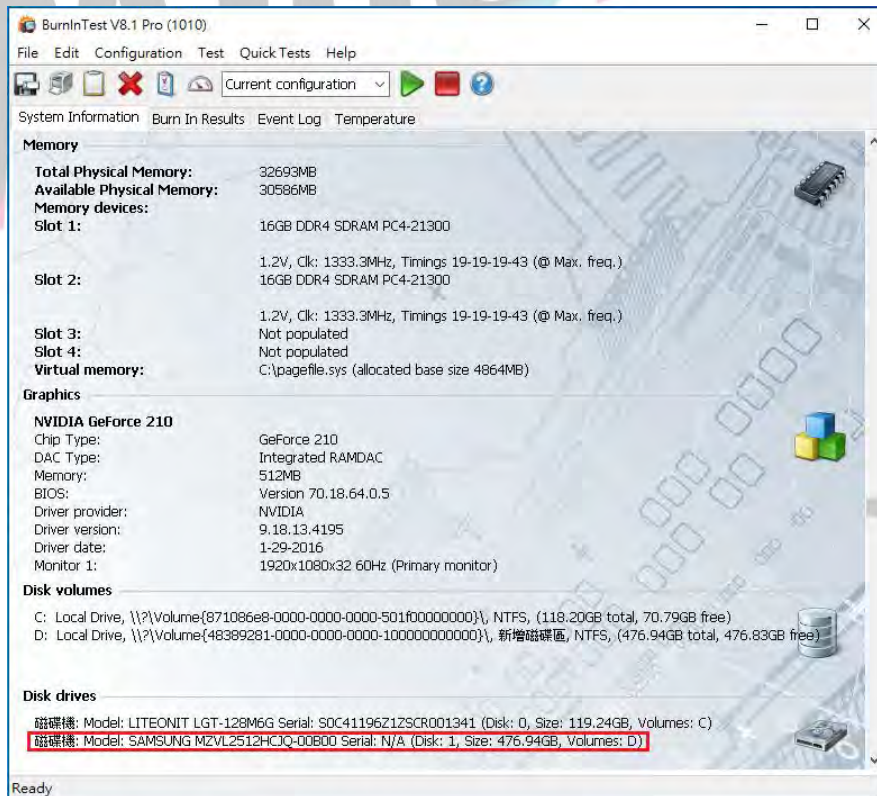 BurnInTest V8.1 Pro (1010)
File Edit Configuration Test Quick Tests Help
Current configuration
System Information Burn In Results Event Log Temperature
Memory
Total Physical Memory: 32693MB
Available Physical Memory: 30586MB
Memory devices:
Slot 1: 16GB DDR4 SDRAM PC4-21300
1.2V, Clk: 1333.3MHz, Timings 19-19-19-43 (@ Max. freq.)
Slot 2: 16GB DDR4 SDRAM PC4-21300
1.2V, Clk: 1333.3MHz, Timings 19-19-19-43 (@ Max. freq.)
Slot 3: Not populated
Slot 4: Not populated
Virtual memory: C:\pagefile.sys (allocated base size 4864MB)
Graphics
NVIDIA GeForce 210
Chip Type: GeForce 210
DAC Type: Integrated RAMDAC
Memory: 512MB
BIOS: Version 70.18.64.0.5
Driver provider: NVIDIA
Driver version: 9.18.13.4195
Driver date: 1-29-2016
Monitor 1: 1920x1080x32 60Hz (Primary monitor)
Disk volumes
C: Local Drive, \\?\Volume{871086e8-0000-0000-0000-501f00000000}\, NTFS, (118.20GB total, 70.79GB free)
D: Local Drive, \\?\Volume{48389281-0000-0000-0000-100000000000}\, 新增磁碟區, NTFS, (476.94GB total, 476.83GB free)
Disk drives
磁碟機: Model: LITEONIT LGT-128M6G Serial: S0C41196Z1ZSCR001341 (Disk: 0, Size: 119.24GB, Volumes: C)
磁碟機: Model: SAMSUNG MZVL2512HCJQ-00B00 Serial: N/A (Disk: 1, Size: 476.94GB, Volumes: D)
Ready